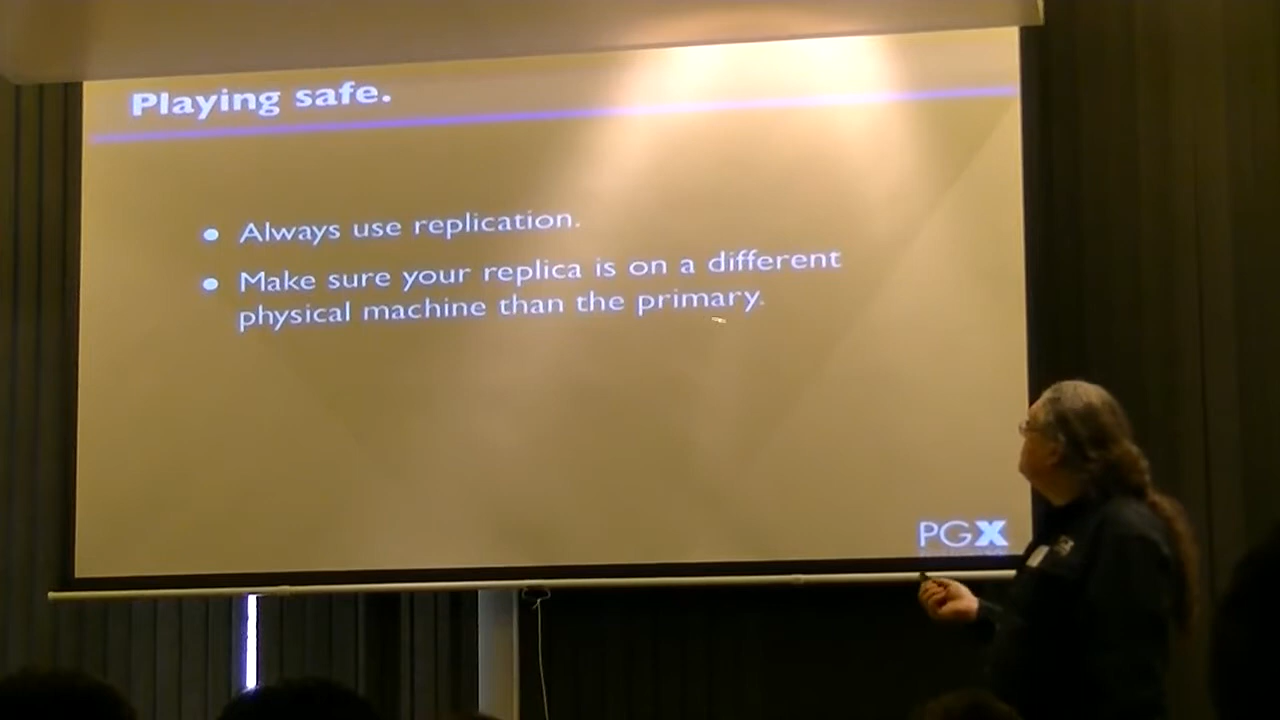 Playing safe.
Always use replication.
Make sure your replica is on a different
physical machine than the primary.
PGX